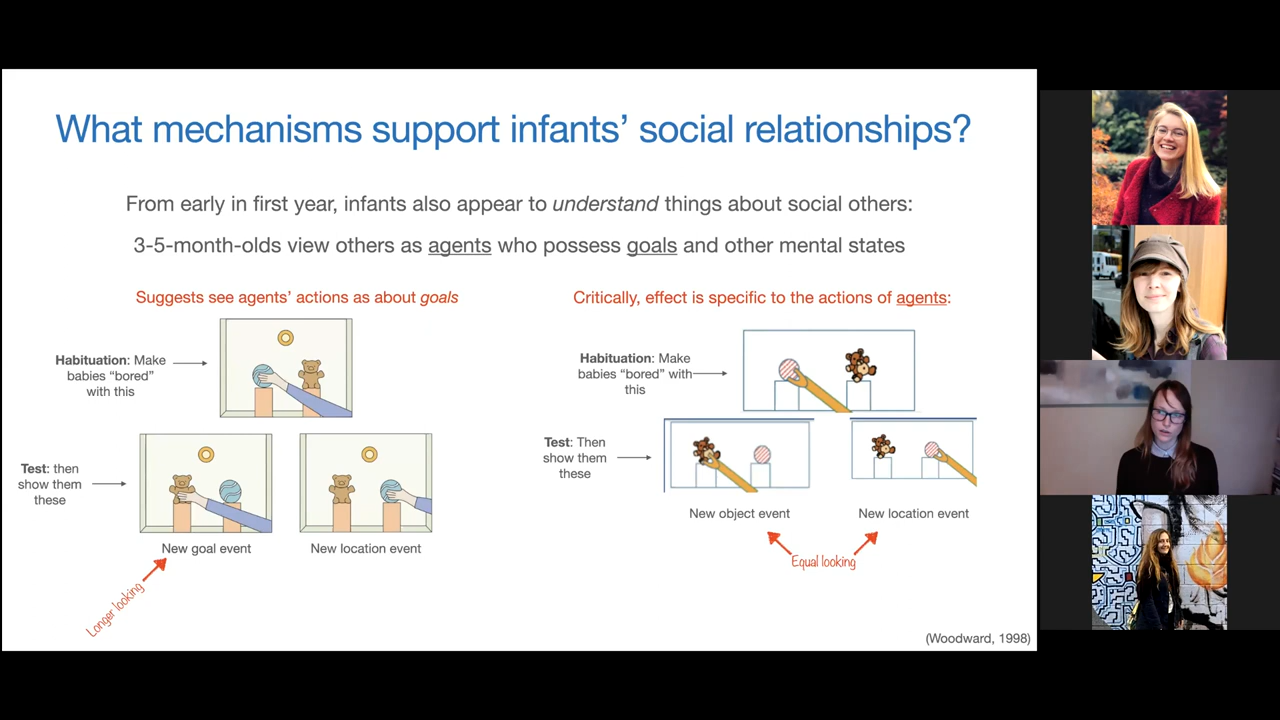 What mechanisms support infants' social relationships?
From early in first year, infants also appear to understand things about social others:
3-5-month-olds view others as agents who possess goals and other mental states
Suggests see agents' actions as about goals
Habituation: Make
babies "bored"
with this
Test: then
show them
these
New goal event
New location event
Longer looking
Critically, effect is specific to the actions of agents:
Habituation: Make
babies "bored" with
this
Test: Then
show them
these
New object event
New location event
Equal looking
(Woodward, 1998)